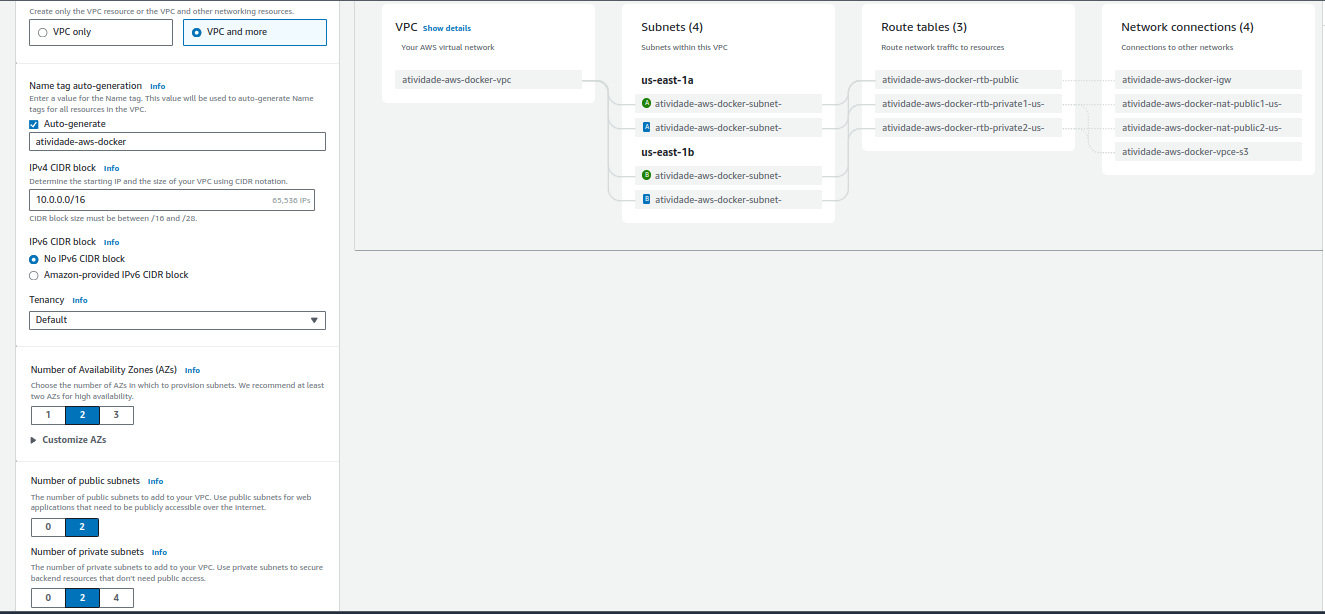 Create only the VPC resource or the VPC and other networking resources.
VPC only
VPC and more
Name tag auto-generation Info
Enter a value for the Name tag. This value will be used to auto-generate Name
tags for all resources in the VPC.
Auto-generate
atividade-aws-docker
IPv4 CIDR block Info
Determine the starting IP and the size of your VPC using CIDR notation.
10.0.0.0/16
65,536 IPs
CIDR block size must be between /16 and /28.
IPv6 CIDR block Info
No IPv6 CIDR block
Amazon-provided IPv6 CIDR block
Tenancy Info
Default
Number of Availability Zones (AZs) Info
Choose the number of AZs in which to provision subnets. We recommend at least
two AZs for high availability.
1 2 3
Customize AZs
Number of public subnets Info
The number of public subnets to add to your VPC. Use public subnets for web
applications that need to be publicly accessible over the internet.
0 2
Number of private subnets Info
The number of private subnets to add to your VPC. Use private subnets to secure
backend resources that don't need public access.
0 2 4
VPC Show details
Your AWS virtual network
atividade-aws-docker-vpc
Subnets (4)
Subnets within this VPC
us-east-1a
A atividade-aws-docker-subnet-
A atividade-aws-docker-subnet-
us-east-1b
B atividade-aws-docker-subnet-
B atividade-aws-docker-subnet-
Route tables (3)
Route network traffic to resources
atividade-aws-docker-rtb-public
atividade-aws-docker-rtb-private1-us-
atividade-aws-docker-rtb-private2-us-
Network connections (4)
Connections to other networks
atividade-aws-docker-igw
atividade-aws-docker-nat-public1-us-
atividade-aws-docker-nat-public2-us-
atividade-aws-docker-vpce-s3